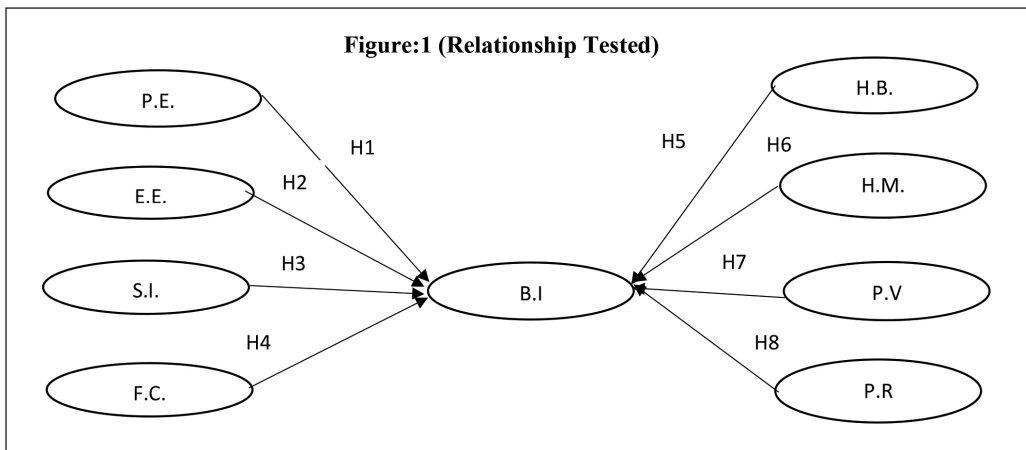 Figure:1 (Relationship Tested)
P.E.
H.B.
H1
H5
H6
E.E.
H2
H.M.
S.I.
H3
B.I
H7
P.V
H4
H8
F.C.
P.R